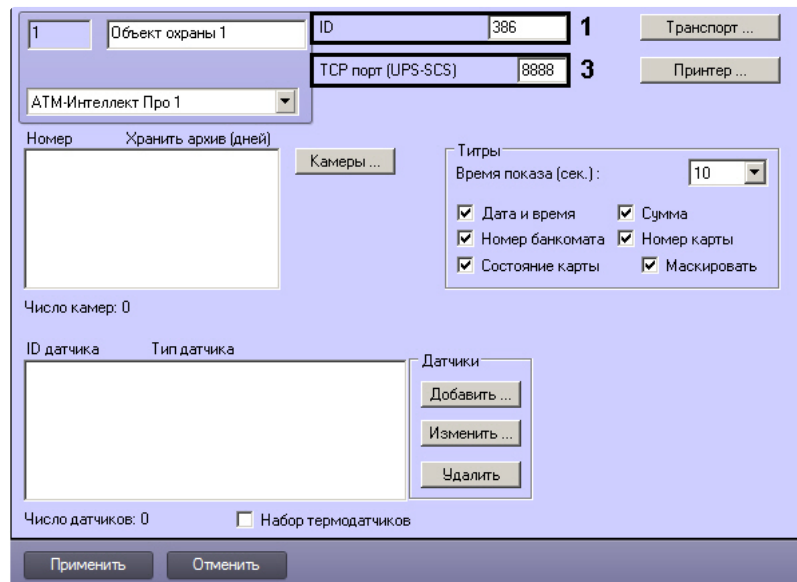 1 Объект охраны 1 ID 386 1 Транспорт ...
TCP порт (UPS-SCS) 8888 3 Принтер ...
АТМ-Интеллект Про 1
Номер Хранить архив (дней)
Камеры ...
Титры
Время показа (сек.) : 10
Дата и время Сумма
Номер банкомата Номер карты
Состояние карты Маскировать
Число камер: 0
ID датчика Тип датчика
Датчики
Добавить ...
Изменить ...
Удалить
Число датчиков: 0 Набор термодатчиков
Применить Отменить